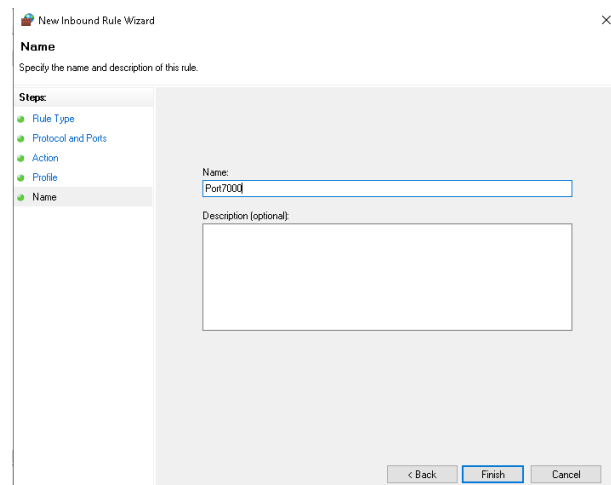 New Inbound Rule Wizard
Name
Specify the name and description of this rule.
Steps:
Rule Type
Protocol and Ports
Action
Profile
Name
Name:
Port7000
Description (optional):
< Back
Finish
Cancel